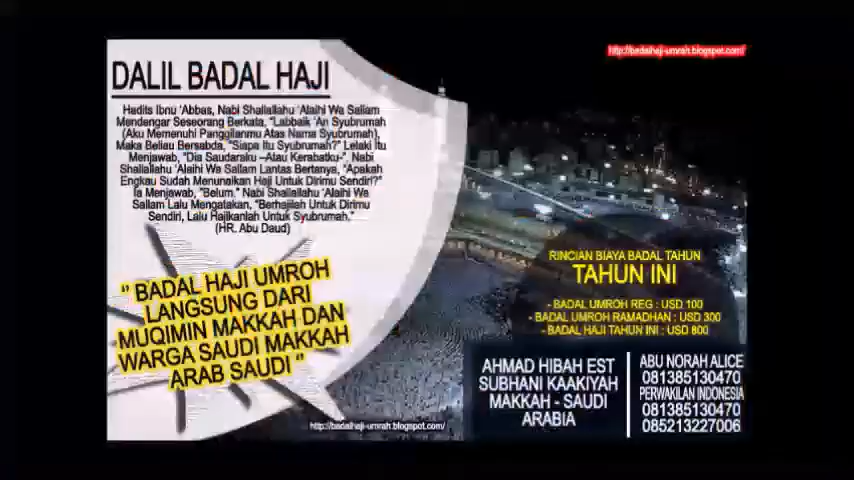 DALIL BADAL HAJI
Hadits Ibnu 'Abbas, Nabi Shallallahu 'Alaihi Wa Sallam
Mendengar Seseorang Berkata, "Labbaik 'An Syubrumah
(Aku Memenuhi Panggilanmu Atas Nama Syubrumah),
Maka Beliau Bersabda, "Siapa Itu Syubrumah?" Lelaki Itu
Menjawab, "Dia Saudaraku –Atau Kerabatku-", Nabi
Shallallahu 'Alaihi Wa Sallam Lantas Bertanya, "Apakah
Engkau Sudah Menunaikan Haji Untuk Dirimu Sendiri?"
Ia Menjawab, "Belum." Nabi Shallallahu 'Alaihi Wa
Sallam Lalu Mengatakan, "Berhajilah Untuk Dirimu
Sendiri, Lalu Hajikanlah Untuk Syubrumah."
(HR. Abu Daud)
" BADAL HAJI UMROH
LANGSUNG DARI
MUQIMIN MAKKAH DAN
WARGA SAUDI MAKKAH
ARAB SAUDI "
http://badalhaji-umrah.blogspot.com/
http://badalhaji-umrah.blogspot.com/
RINCIAN BIAYA BADAL TAHUN
TAHUN INI
- BADAL UMROH REG : USD 100
- BADAL UMROH RAMADHAN : USD 300
- BADAL HAJI TAHUN INI : USD 800
AHMAD HIBAH EST
SUBHANI KAAKIYAH
MAKKAH - SAUDI
ARABIA
ABU NORAH ALICE
081385130470
PERWAKILAN INDONESIA
081385130470
085213227006